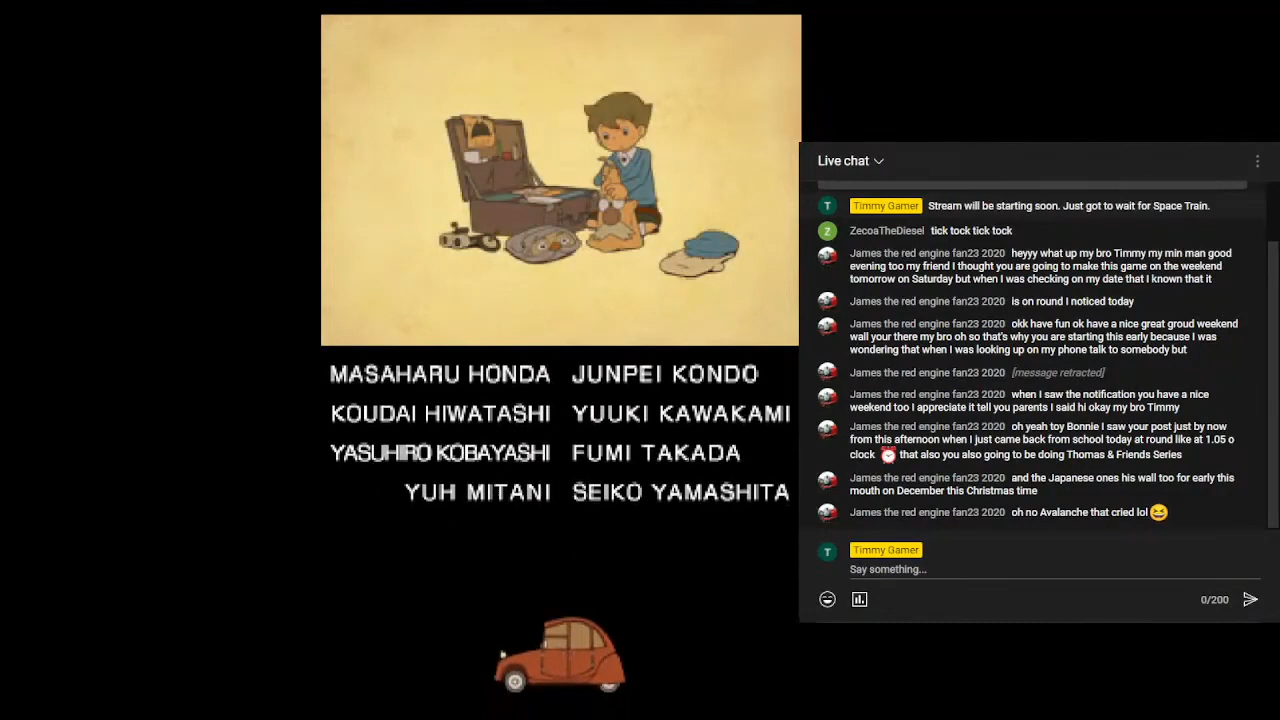 MASAHARU HONDA JUNPEI KONDO
KOUDAI HIWATASHI YUUKI KAWAKAMI
YASUHIRO KOBAYASHI FUMI TAKADA
YUH MITANI SEIKO YAMASHITA
Live chat
T Timmy Gamer Stream will be starting soon. Just got to wait for Space Train.
Z ZecoaTheDiesel tick tock tick tock
James the red engine fan23 2020 heyyy what up my bro Timmy my min man good
evening too my friend I thought you are going to make this game on the weekend
tomorrow on Saturday but when I was checking on my date that I known that it
James the red engine fan23 2020 is on round I noticed today
James the red engine fan23 2020 okk have fun ok have a nice great groud weekend
wall your there my bro oh so that's why you are starting this early because I was
wondering that when I was looking up on my phone talk to somebody but
James the red engine fan23 2020 [message retracted]
James the red engine fan23 2020 when I saw the notification you have a nice
weekend too I appreciate it tell you parents I said hi okay my bro Timmy
James the red engine fan23 2020 oh yeah toy Bonnie I saw your post just by now
from this afternoon when I just came back from school today at round like at 1.05 o
clock ⏰ that also you also going to be doing Thomas & Friends Series
James the red engine fan23 2020 and the Japanese ones his wall too for early this
mouth on December this Christmas time
James the red engine fan23 2020 oh no Avalanche that cried lol 😆
T Timmy Gamer
Say something...
0/200